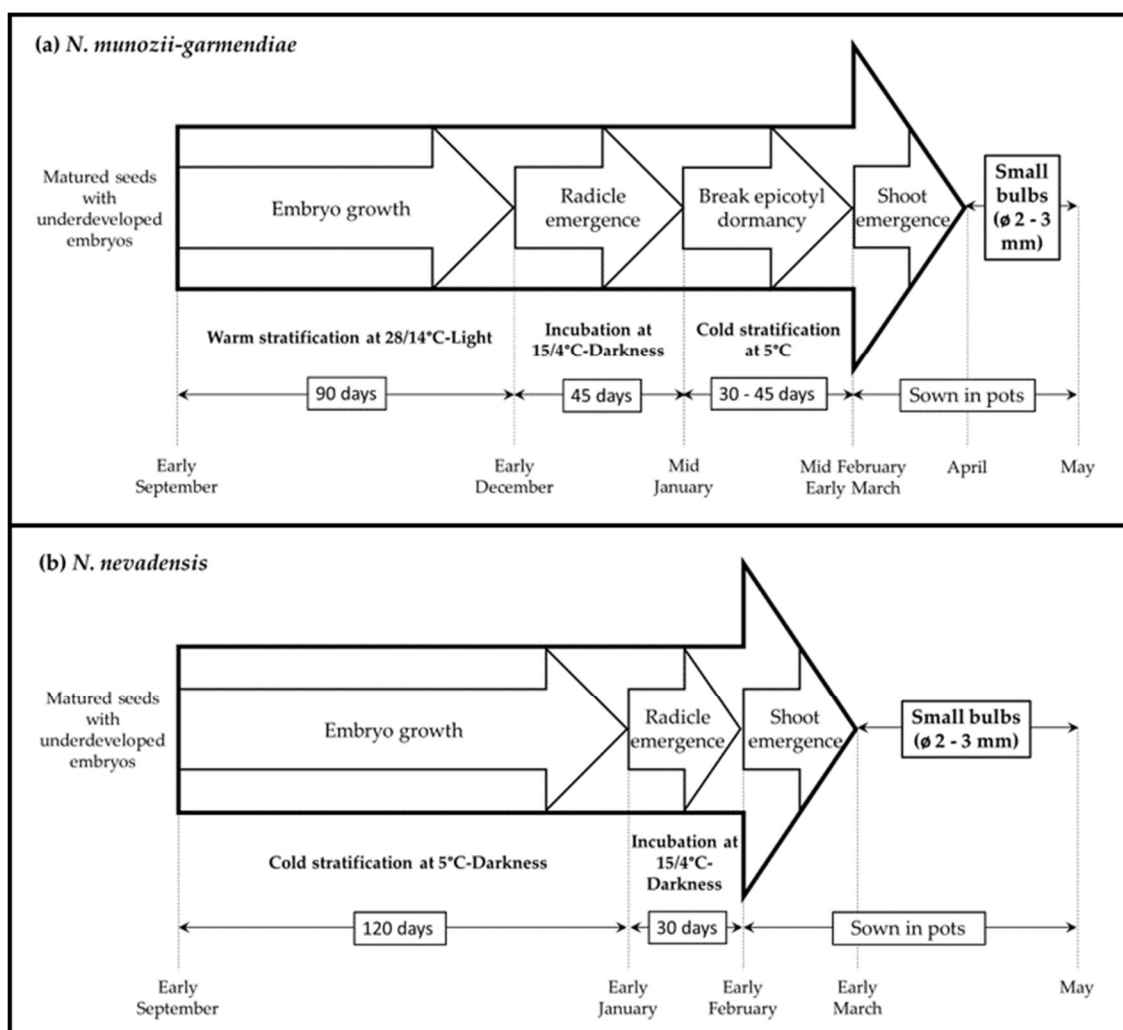 (a) N. munozii-garmendiae
Matured seeds
with
underdeveloped
embryos
Embryo growth
Radicle
emergence
Break epicotyl
dormancy
Shoot
emergence
Small
bulbs
(ø 2 - 3
mm)
Warm stratification at 28/14°C-Light
Incubation at
15/4°C-Darkness
Cold stratification
at 5°C
90 days
45 days
30 - 45 days
Sown in pots
Early
September
Early
December
Mid
January
Mid February
Early March
April
May
(b) N. nevadensis
Matured seeds
with
underdeveloped
embryos
Embryo growth
Radicle
emergence
Shoot
emergence
Small bulbs
(ø 2 - 3 mm)
Cold stratification at 5°C-Darkness
Incubation at
15/4°C-
Darkness
120 days
30 days
Sown in pots
Early
September
Early
January
Early
February
Early
March
May